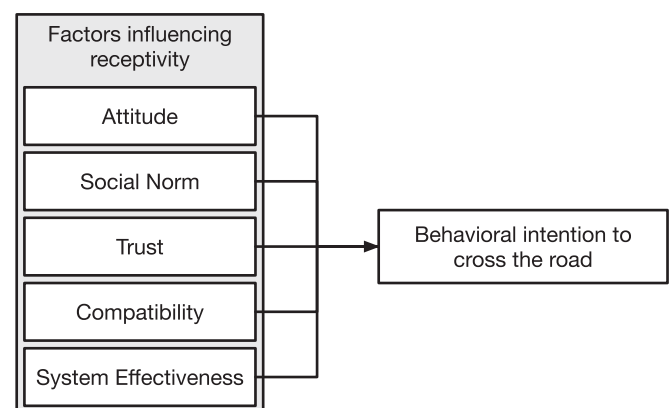 Factors influencing
receptivity
Attitude
Social Norm
Trust
Compatibility
System Effectiveness
Behavioral intention to
cross the road